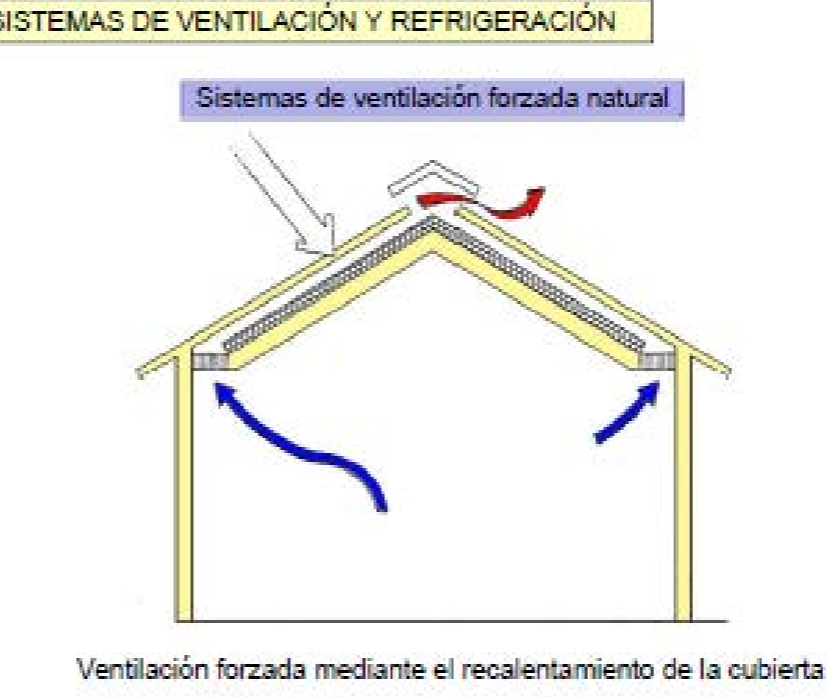 SISTEMAS DE VENTILACIÓN Y REFRIGERACIÓN
Sistemas de ventilación forzada natural
Ventilación forzada mediante el recalentamiento de la cubierta